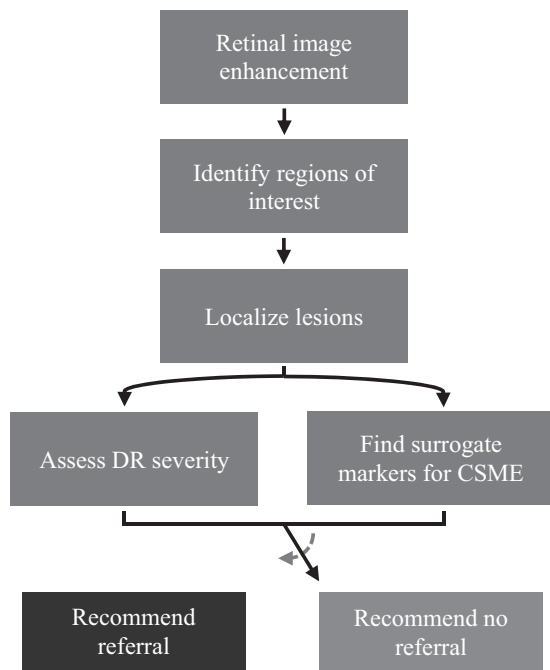 Retinal image
enhancement
Identify regions of
interest
Localize lesions
Assess DR severity
Find surrogate
markers for CSME
Recommend
referral
Recommend no
referral